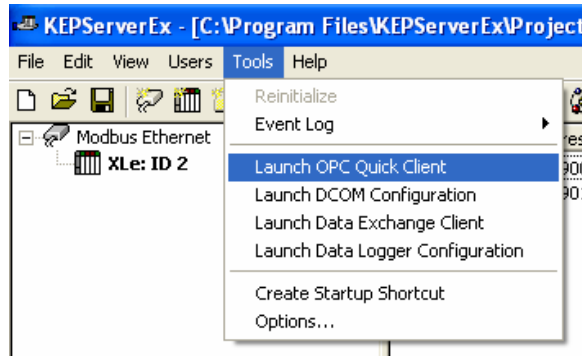 KEPServerEx - [C:\Program Files\KEPServerEx\Project
File Edit View Users Tools Help
Reinitialize
Event Log
Modbus Ethernet
XLe: ID 2
Launch OPC Quick Client
Launch DCOM Configuration
Launch Data Exchange Client
Launch Data Logger Configuration
Create Startup Shortcut
Options...